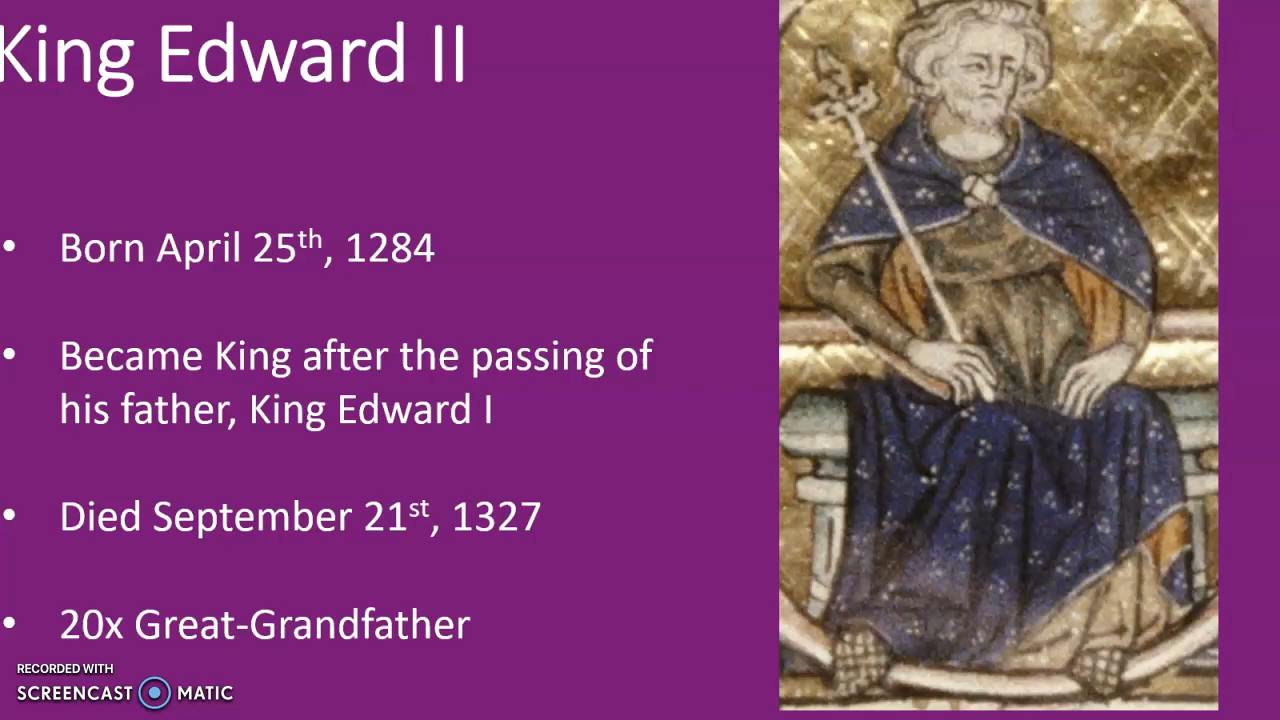 King Edward II
• Born April 25th, 1284
• Became King after the passing of
his father, King Edward I
• Died September 21st, 1327
• 20x Great-Grandfather
RECORDED WITH
SCREENCAST MATIC